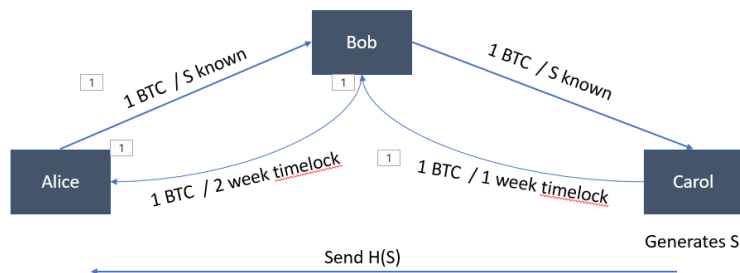 Bob
1 BTC / S known
1 BTC / S known
1
1
1
1
Alice
1 BTC / 2 week timelock
1 BTC / 1 week timelock
Carol
Generates S
Send H(S)